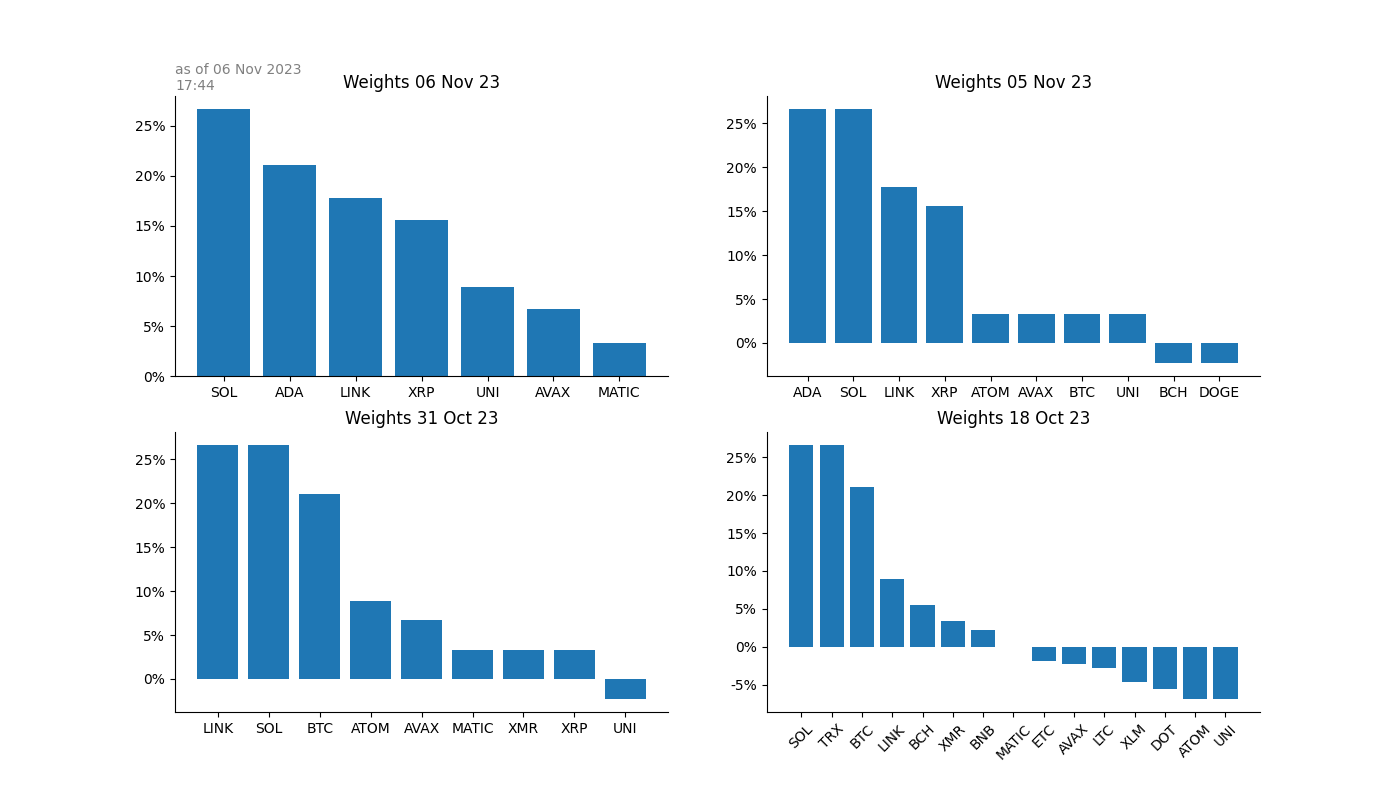 as of 06 Nov 2023
17:44
Weights 06 Nov 23
25%
20%
15%
10%
5%
0%
SOL ADA LINK XRP UNI AVAX MATIC
Weights 05 Nov 23
25%
20%
15%
10%
5%
0%
ADA SOL LINK XRP ATOM AVAX BTC UNI BCH DOGE
Weights 31 Oct 23
25%
20%
15%
10%
5%
0%
LINK SOL BTC ATOM AVAX MATIC XMR XRP UNI
Weights 18 Oct 23
25%
20%
15%
10%
5%
0%
-5%
SOL TRX BTC LINK BCH XMR BNB MATIC ETC AVAX LTC XLM DOT ATOM UNI